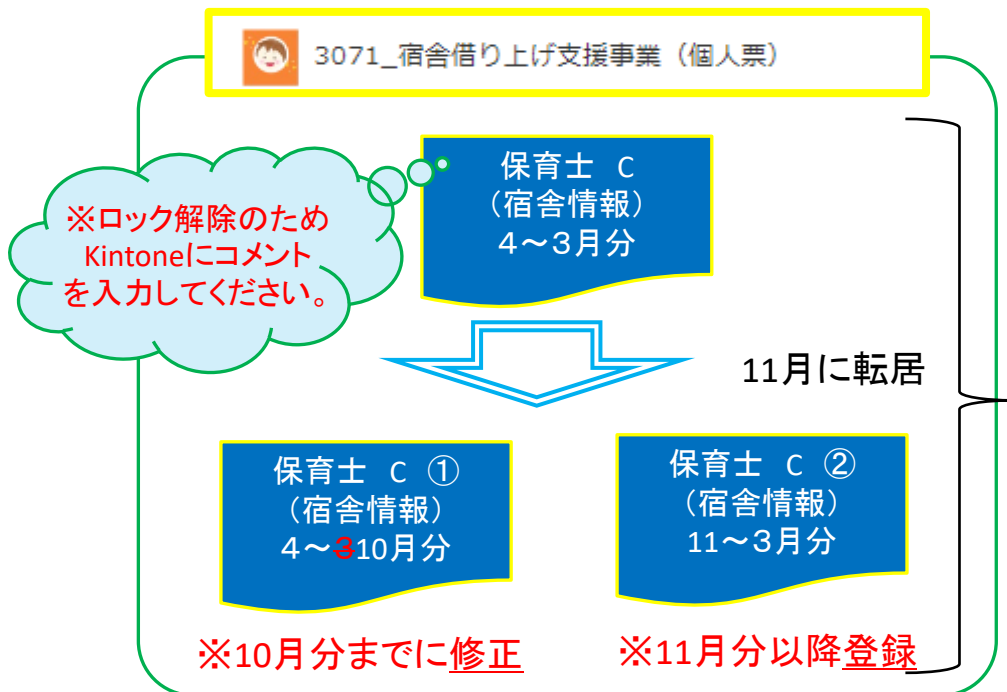 3071_宿舎借り上げ支援事業（個人票）
保育士 C
（宿舎情報）
４～３月分
※ロック解除のため
Kintoneにコメント
を入力してください。
11月に転居
保育士 C ①
（宿舎情報）
４～310月分
保育士 C ②
（宿舎情報）
11～３月分
※10月分までに修正
※11月分以降登録